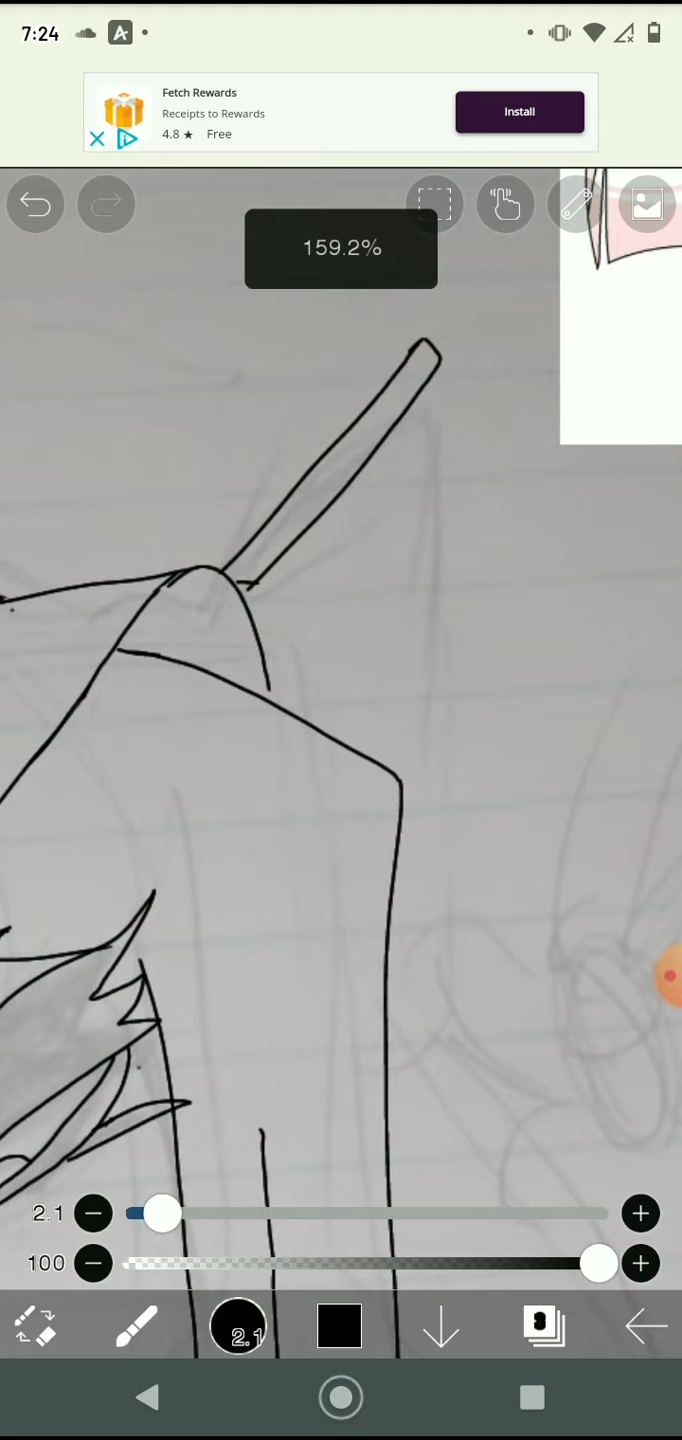 7:24
Fetch Rewards
Receipts to Rewards
4.8 ★ Free
Install
159.2%
2.1
100
2.1
3